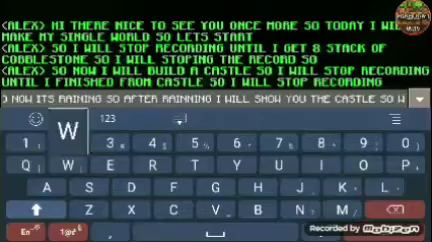 <ALEX> HI THERE NICE TO SEE YOU ONCE MORE SO TODAY I WIL
MAKE MY SINGLE WORLD SO LETS START
<ALEX> SO I WILL STOP RECORDING UNTIL I GET 8 STACK OF
COBBLESTONE SO I WILL STOPING THE RECORD SO
<ALEX> SO NOW I WILL BUILD A CASTLE SO I WILL STOP RECORDING
UNTIL I FINISHED FROM CASTLE SO I WILL STOP RECORDING
O NOW ITS RAINING SO AFTER RAINNING I WILL SHOW YOU THE CASTLE SO W
W 123
1 3 4 5 6 7 8 9 0
Q W E R T Y U I O P
A S D F G H J K L
Z X C V B N M
En 1@
Recorded by Mobizen